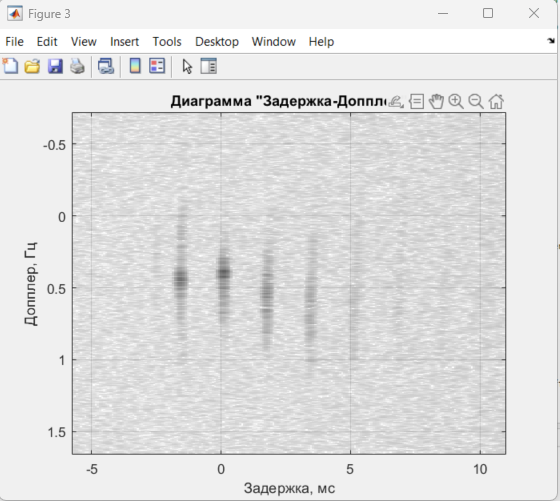 Figure 3
File Edit View Insert Tools Desktop Window Help
Диаграмма "Задержка-Доппл
-0.5
0
0.5
1
1.5
Допплер, Гц
-5 0 5 10
Задержка, мс